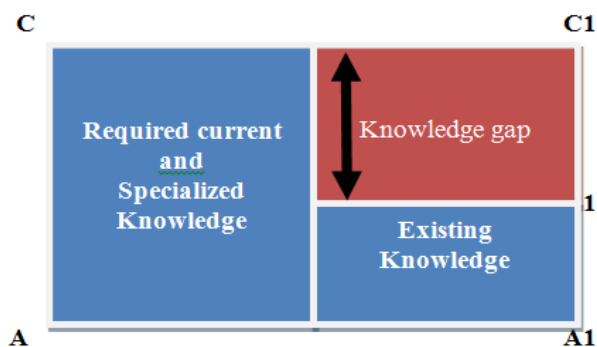 C C1
Required current
and
Specialized
Knowledge
Knowledge gap
1
Existing
Knowledge
A A1